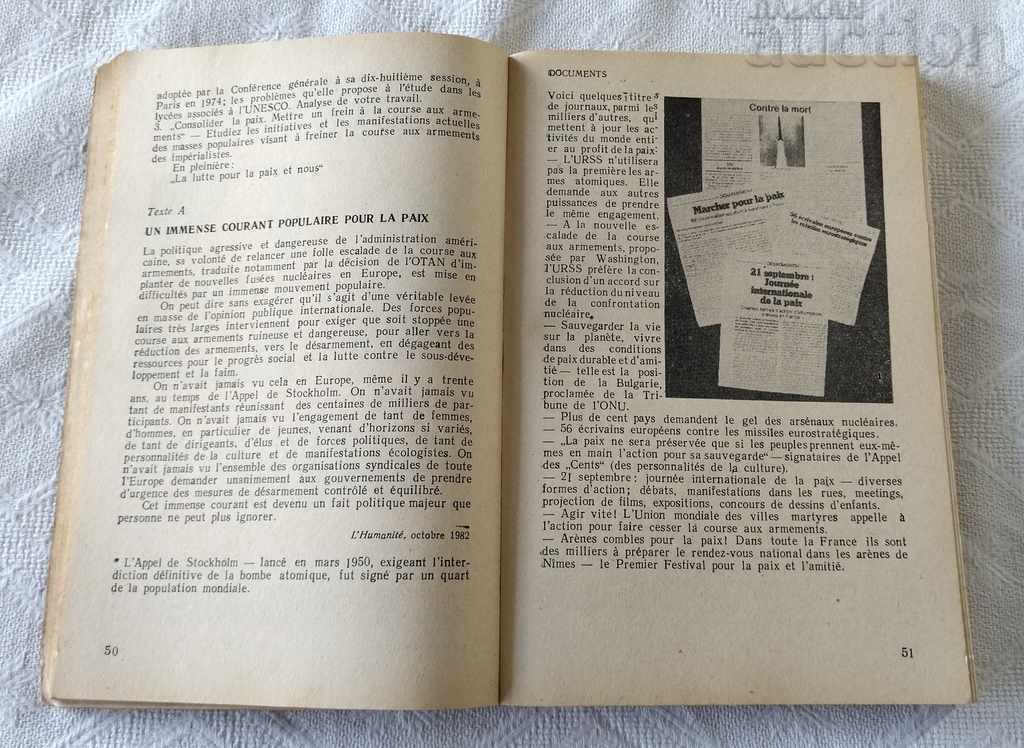 auction
adoptée par la Conférence générale à sa dix-huitième session, à
Paris en 1974; les problèmes qu'elle propose à l'étude dans les
lycées associés à l'UNESCO. Analyse de votre travail.
3. „Consolider la paix. Mettre un frein à la course aux arme-
ments" — Etudiez les initiatives et les manifestations actuelles
des masses populaires visant à freiner la course aux armements
des impérialistes.
En pleinière:
„La lutte pour la paix et nous"
Texte A
UN IMMENSE COURANT POPULAIRE POUR LA PAIX
La politique agressive et dangereuse de l'administration améri-
caine, sa volonté de relancer une folle escalade de la course aux
armements, traduite notamment par la décision de l'OTAN d'im-
planter de nouvelles fusées nucléaires en Europe, est mise en
difficultés par un immense mouvement populaire.
On peut dire sans exagérer qu'il s'agit d'une véritable levée
en masse de l'opinion publique internationale. Des forces popu-
laires très larges interviennent pour exiger que soit stoppée une
course aux armements ruineuse et dangereuse, pour aller vers la
réduction des armements, vers le désarmement, en dégageant des
ressources pour le progrès social et la lutte contre le sous-déve-
loppement et la faim.
On n'avait jamais vu cela en Europe, même il y a trente
ans, au temps de l'Appel de Stockholm. On n'avait jamais vu
tant de manifestants réunissant des centaines de milliers de par-
ticipants. On n'avait jamais vu l'engagement de tant de femmes,
d'hommes, en particulier de jeunes, venant d'horizons si variés,
de tant de dirigeants, d'élus et de forces politiques, de tant de
personnalités de la culture et de manifestations écologistes. On
n'avait jamais vu l'ensemble des organisations syndicales de toute
l'Europe demander unanimement aux gouvernements de prendre
d'urgence des mesures de désarmement contrôlé et équilibré.
Cet immense courant est devenu un fait politique majeur que
personne ne peut plus ignorer.
L'Humanité, octobre 1982
* L'Appel de Stockholm — lancé en mars 1950, exigeant l'inter-
diction définitive de la bombe atomique, fut signé par un quart
de la population mondiale.
50
DOCUMENTS
Voici quelques titres
de journaux, parmi les
milliers d'autres, qui
mettent à jour les ac-
tivités du monde enti-
er au profit de la paix.
— L'URSS n'utilisera
pas la première les ar-
mes atomiques. Elle
demande aux autres
puissances de prendre
le même engagement.
— A la nouvelle es-
calade de la course
aux armements, propo-
sée par Washington,
l'URSS préfère la con-
clusion d'un accord sur
la réduction du niveau
de la confrontation
nucléaire.
— Sauvegarder la vie
sur la planète, vivre
dans des conditions
de paix durable et d'ami-
tié — telle est la posi-
tion de la Bulgarie,
proclamée de la Tri-
bune de l'ONU.
Contre la mort
Marcher pour la paix
56 écrivains européens contre
les missiles eurostratégiques
21 septembre:
Journée
internationale
de la paix
— Plus de cent pays demandent le gel des arsénaux nucléaires.
— 56 écrivains européens contre les missiles eurostratégiques.
— „La paix ne sera préservée que si les peuples prennent eux-mê-
mes en main l'action pour sa sauvegarde" — signataires de l'Appel
des „Cents" (des personnalités de la culture).
— 21 septembre: journée internationale de la paix — diverses
formes d'action; débats, manifestations dans les rues, meetings,
projection de films, expositions, concours de dessins d'enfants.
— Agir vite! L'Union mondiale des villes martyres appelle à
l'action pour faire cesser la course aux armements.
— Arènes combles pour la paix! Dans toute la France ils sont
des milliers à préparer le rendez-vous national dans les arènes de
Nîmes — le Premier Festival pour la paix et l'amitié.
51